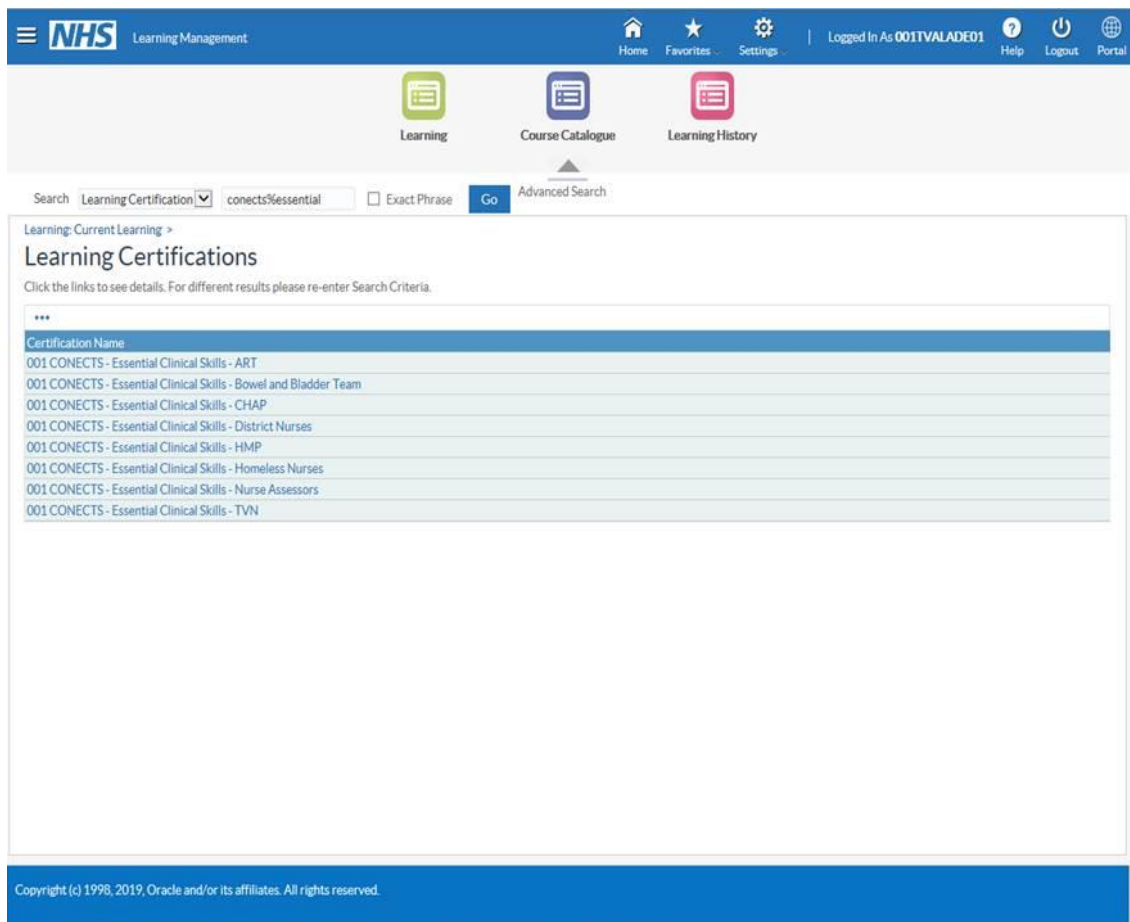 NHS Learning Management
Home Favorites Settings | Logged In As 001TVALADE01 Help Logout Portal
Learning Course Catalogue Learning History
Search Learning Certification conects%essential Exact Phrase Go Advanced Search
Learning: Current Learning >
Learning Certifications
Click the links to see details. For different results please re-enter Search Criteria.
•••
Certification Name
001 CONECTS - Essential Clinical Skills - ART
001 CONECTS - Essential Clinical Skills - Bowel and Bladder Team
001 CONECTS - Essential Clinical Skills - CHAP
001 CONECTS - Essential Clinical Skills - District Nurses
001 CONECTS - Essential Clinical Skills - HMP
001 CONECTS - Essential Clinical Skills - Homeless Nurses
001 CONECTS - Essential Clinical Skills - Nurse Assessors
001 CONECTS - Essential Clinical Skills - TVN
Copyright (c) 1998, 2019, Oracle and/or its affiliates. All rights reserved.